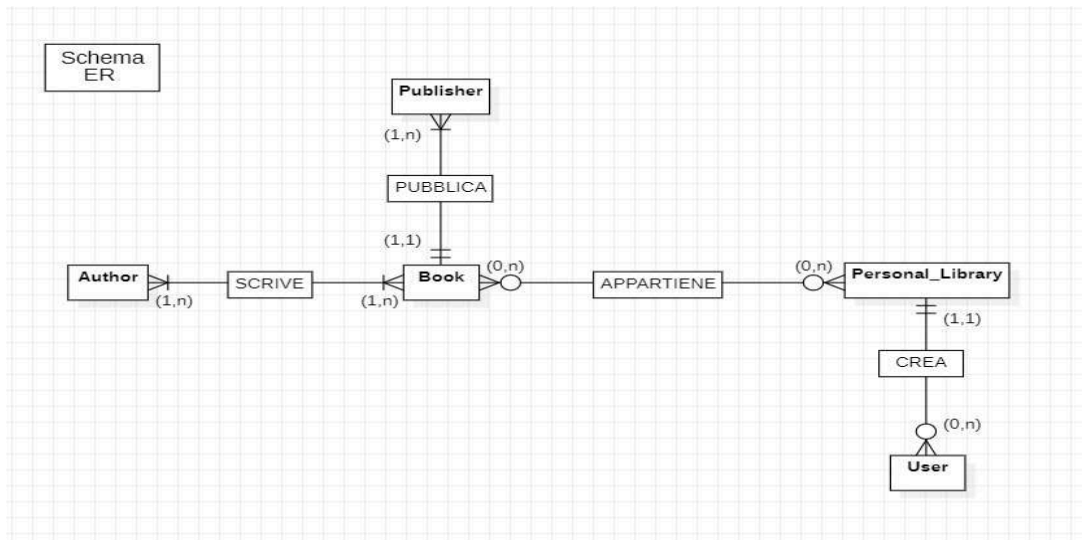 Schema
ER
Publisher
(1,n)
PUBBLICA
(1,1)
Author
(1,n)
SCRIVE
(1,n)
Book
(0,n)
APPARTIENE
(0,n)
Personal_Library
(1,1)
CREA
(0,n)
User